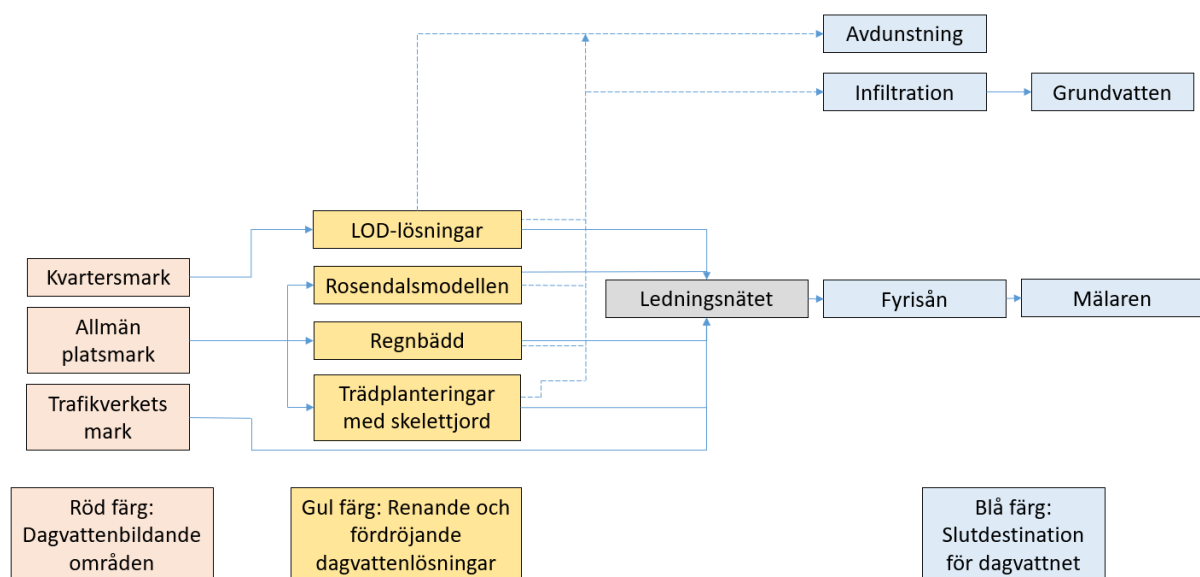 Avdunstning
Infiltration
Grundvatten
LOD-lösningar
Kvartersmark
Rosendalsmodellen
Ledningsnätet
Fyrisån
Mälaren
Allmän
platsmark
Regnbädd
Trafikverkets
mark
Trädplanteringar
med skelettjord
Röd färg:
Dagvattenbildande
områden
Gul färg: Renande och
fördröjande
dagvattenlösningar
Blå färg:
Slutdestination
för dagvattnet